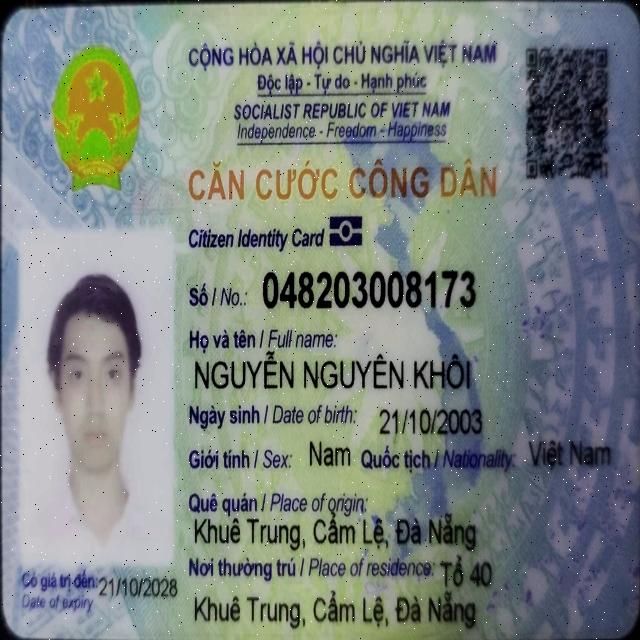 CỘNG HÒA XÃ HỘI CHỦ NGHĨA VIỆT NAM
Độc lập - Tự do - Hạnh phúc
SOCIALIST REPUBLIC OF VIET NAM
Independence - Freedom - Happiness
CĂN CƯỚC CÔNG DÂN
Citizen Identity Card
Số / No.: 048203008173
Họ và tên / Full name:
NGUYỄN NGUYÊN KHÔI
Ngày sinh / Date of birth: 21/10/2003
Giới tính / Sex: Nam Quốc tịch / Nationality: Việt Nam
Quê quán / Place of origin:
Khuê Trung, Cẩm Lệ, Đà Nẵng
Nơi thường trú / Place of residence: Tổ 40
Khuê Trung, Cẩm Lệ, Đà Nẵng
Có giá trị đến: 21/10/2028
Date of expiry